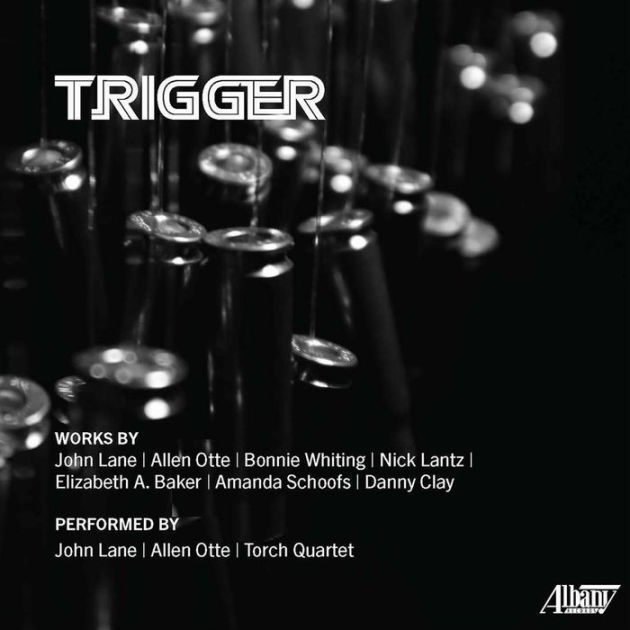 TRIGGER
WORKS BY
John Lane | Allen Otte | Bonnie Whiting | Nick Lantz |
Elizabeth A. Baker | Amanda Schoofs | Danny Clay
PERFORMED BY
John Lane | Allen Otte | Torch Quartet
Albany
RECORDS